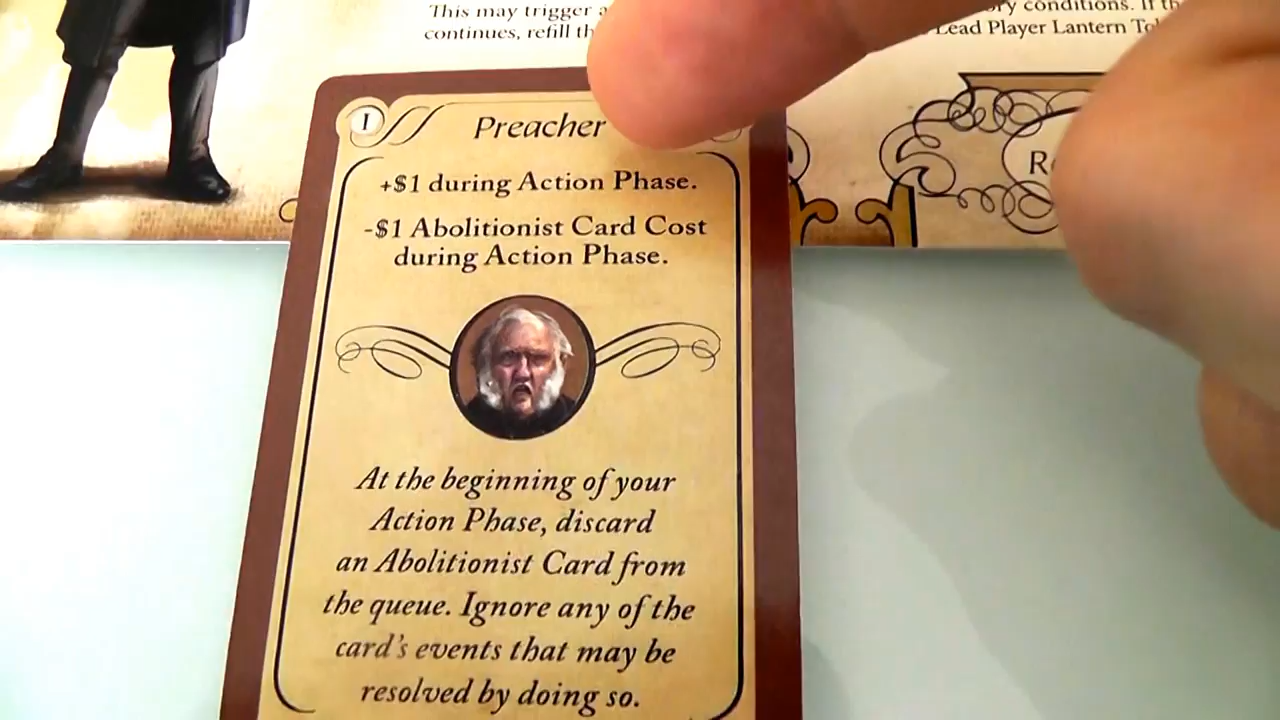 This may trigger a
continues, refill th
ry conditions. If th
Lead Player Lantern To
I
Preacher
+$1 during Action Phase.
-$1 Abolitionist Card Cost
during Action Phase.
At the beginning of your
Action Phase, discard
an Abolitionist Card from
the queue. Ignore any of the
card's events that may be
resolved by doing so.